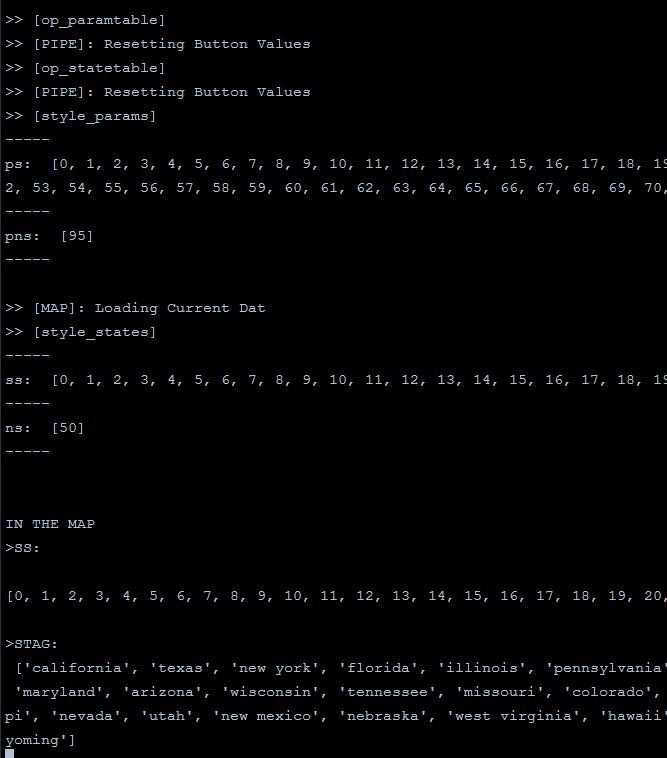 >> [op_paramtable]
>> [PIPE]: Resetting Button Values
>> [op_statetable]
>> [PIPE]: Resetting Button Values
>> [style_params]
-----
ps:  [0, 1, 2, 3, 4, 5, 6, 7, 8, 9, 10, 11, 12, 13, 14, 15, 16, 17, 18, 19
2, 53, 54, 55, 56, 57, 58, 59, 60, 61, 62, 63, 64, 65, 66, 67, 68, 69, 70,
-----
pns:  [95]
-----
>> [MAP]: Loading Current Dat
>> [style_states]
-----
ss:  [0, 1, 2, 3, 4, 5, 6, 7, 8, 9, 10, 11, 12, 13, 14, 15, 16, 17, 18, 19
-----
ns:  [50]
-----
IN THE MAP
>SS:
[0, 1, 2, 3, 4, 5, 6, 7, 8, 9, 10, 11, 12, 13, 14, 15, 16, 17, 18, 19, 20,
>STAG:
['california', 'texas', 'new york', 'florida', 'illinois', 'pennsylvania'
'maryland', 'arizona', 'wisconsin', 'tennessee', 'missouri', 'colorado',
pi', 'nevada', 'utah', 'new mexico', 'nebraska', 'west virginia', 'hawaii'
yoming']